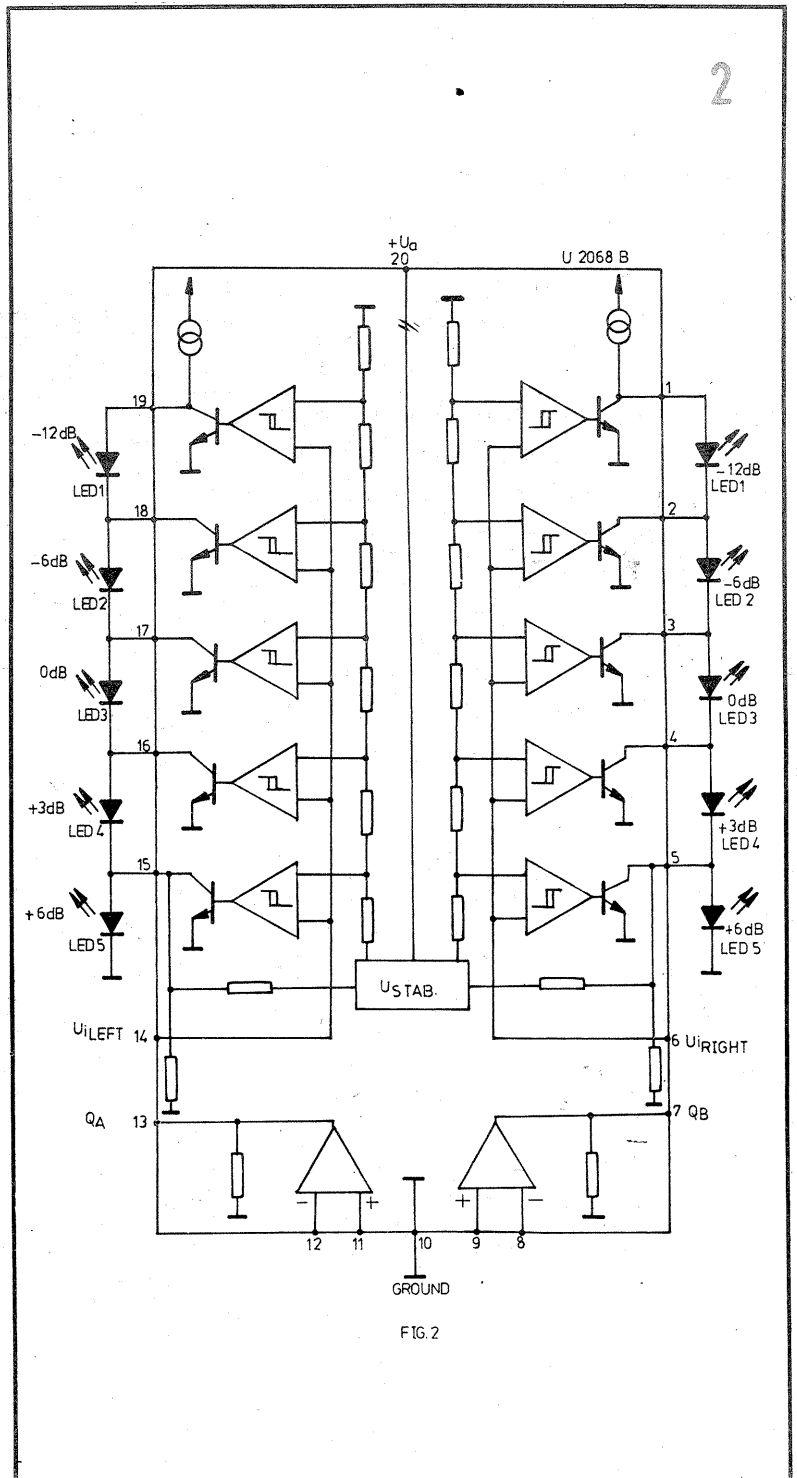 2
+Ua
20
U 2068 B
19
1
-12dB
LED1
-12dB
LED1
18
2
-6dB
LED2
-6dB
LED 2
17
3
0dB
LED3
0dB
LED3
16
4
+3dB
LED 4
+3dB
LED4
15
5
+6dB
LED5
+6dB
LED 5
USTAB.
UiLEFT 14
6 UiRIGHT
QA 13
7 QB
- +
+ -
12 11 10 9 8
GROUND
FIG. 2